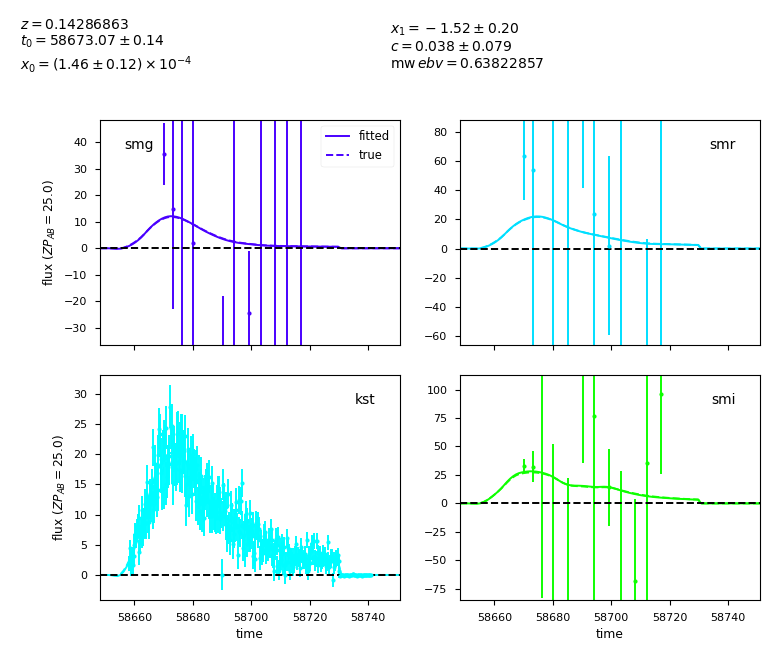 z = 0.14286863
t0 = 58673.07 ± 0.14
x0 = (1.46 ± 0.12) × 10^−4
x1 = −1.52 ± 0.20
c = 0.038 ± 0.079
mw ebv = 0.63822857
smg
fitted
true
40
30
20
10
0
−10
−20
−30
flux (ZP_AB = 25.0)
smr
80
60
40
20
0
−20
−40
−60
kst
30
25
20
15
10
5
0
flux (ZP_AB = 25.0)
58660 58680 58700 58720 58740
time
smi
100
75
50
25
0
−25
−50
−75
58660 58680 58700 58720 58740
time